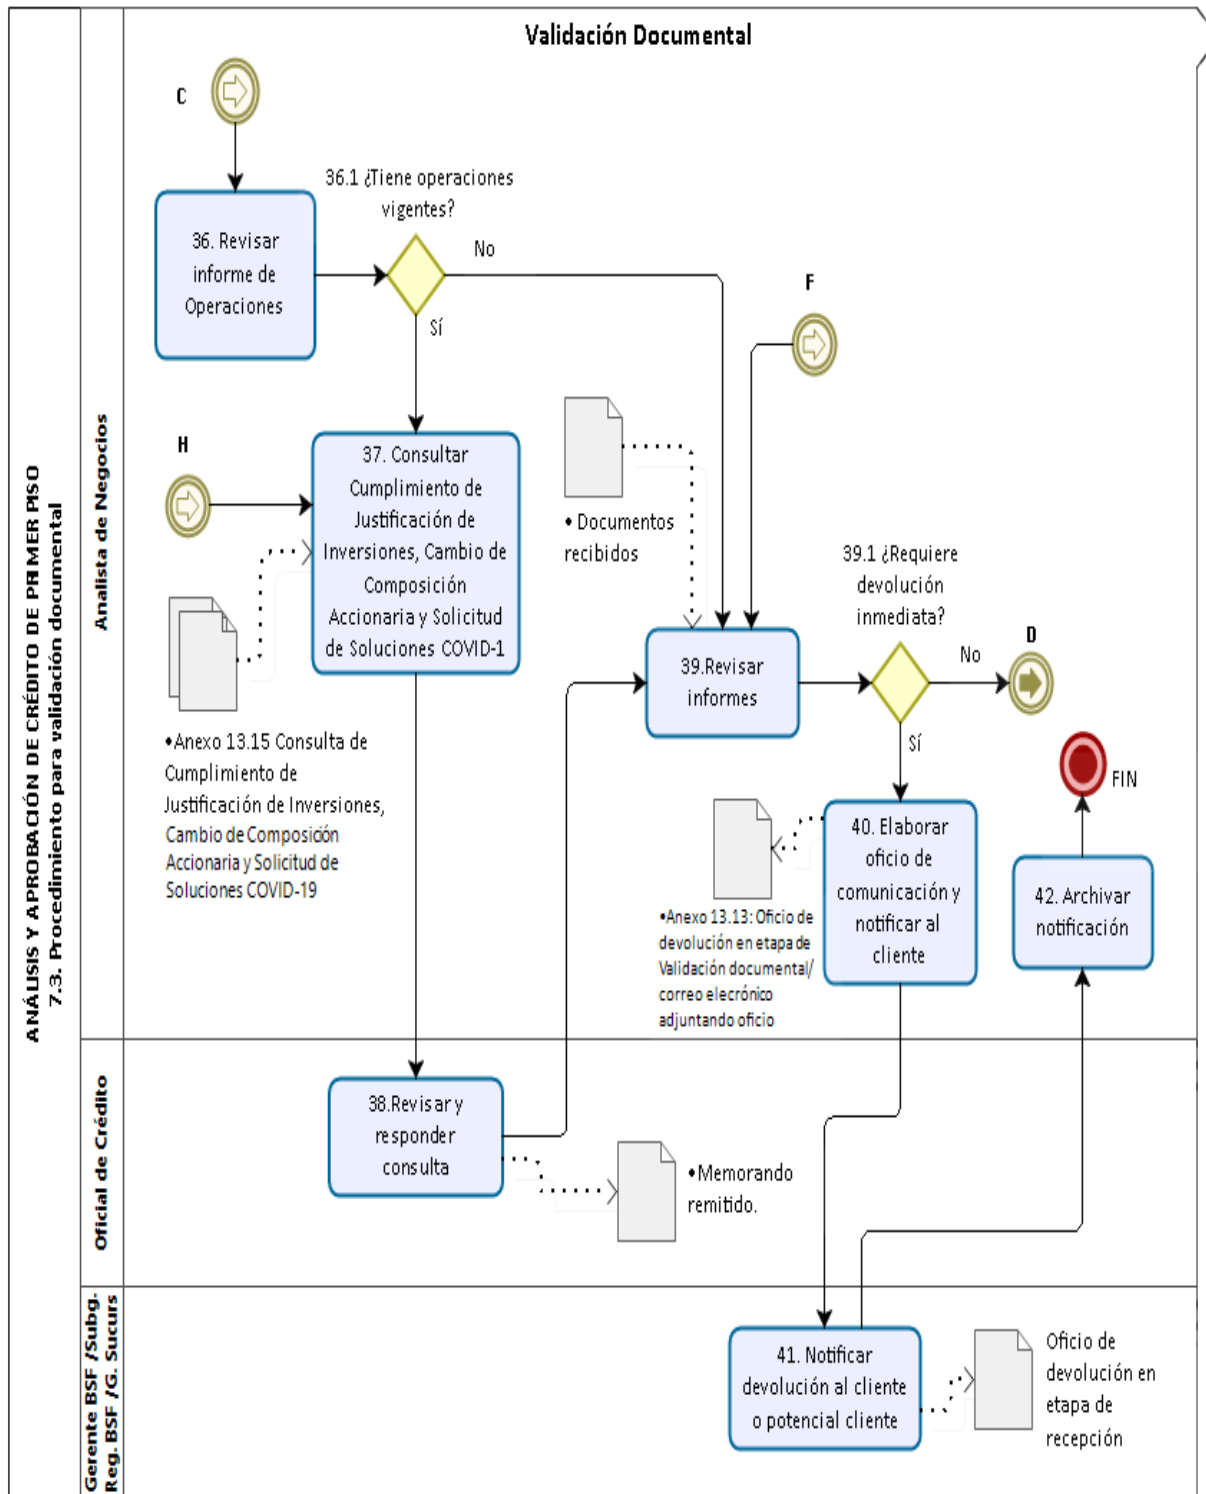 ANÁLISIS Y APROBACIÓN DE CRÉDITO DE PRIMER PISO
7.3. Procedimiento para validación documental
Validación Documental
Analista de Negocios
C
36. Revisar
informe de
Operaciones
36.1 ¿Tiene operaciones
vigentes?
No
Sí
F
H
37. Consultar
Cumplimiento de
Justificación de
Inversiones, Cambio de
Composición
Accionaria y Solicitud
de Soluciones COVID-1
• Documentos
recibidos
39.1 ¿Requiere
devolución
inmediata?
39.Revisar
informes
No
D
Sí
•Anexo 13.15 Consulta de
Cumplimiento de
Justificación de Inversiones,
Cambio de Composición
Accionaria y Solicitud de
Soluciones COVID-19
FIN
40. Elaborar
oficio de
comunicación y
notificar al
cliente
•Anexo 13.13: Oficio de
devolución en etapa de
Validación documental/
correo elecrónico
adjuntando oficio
42. Archivar
notificación
Oficial de Crédito
38.Revisar y
responder
consulta
•Memorando
remitido.
Gerente BSF /Subg.
Reg. BSF /G. Sucurs
41. Notificar
devolución al cliente
o potencial cliente
Oficio de
devolución en
etapa de
recepción